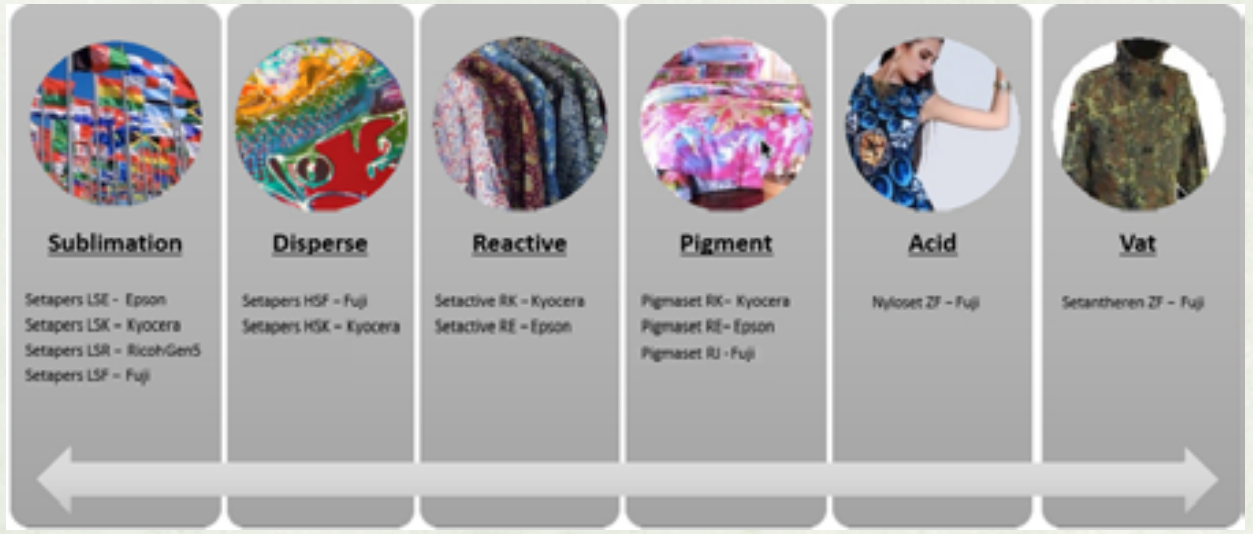 Sublimation
Setapers LSE - Epson
Setapers LSK – Kyocera
Setapers LSR – RicohGen5
Setapers LSF – Fuji
Disperse
Setapers HSF – Fuji
Setapers HSK – Kyocera
Reactive
Setactive RK – Kyocera
Setactive RE – Epson
Pigment
Pigmaset RK– Kyocera
Pigmaset RE– Epson
Pigmaset RJ - Fuji
Acid
Nyloset ZF – Fuji
Vat
Setantheren ZF – Fuji